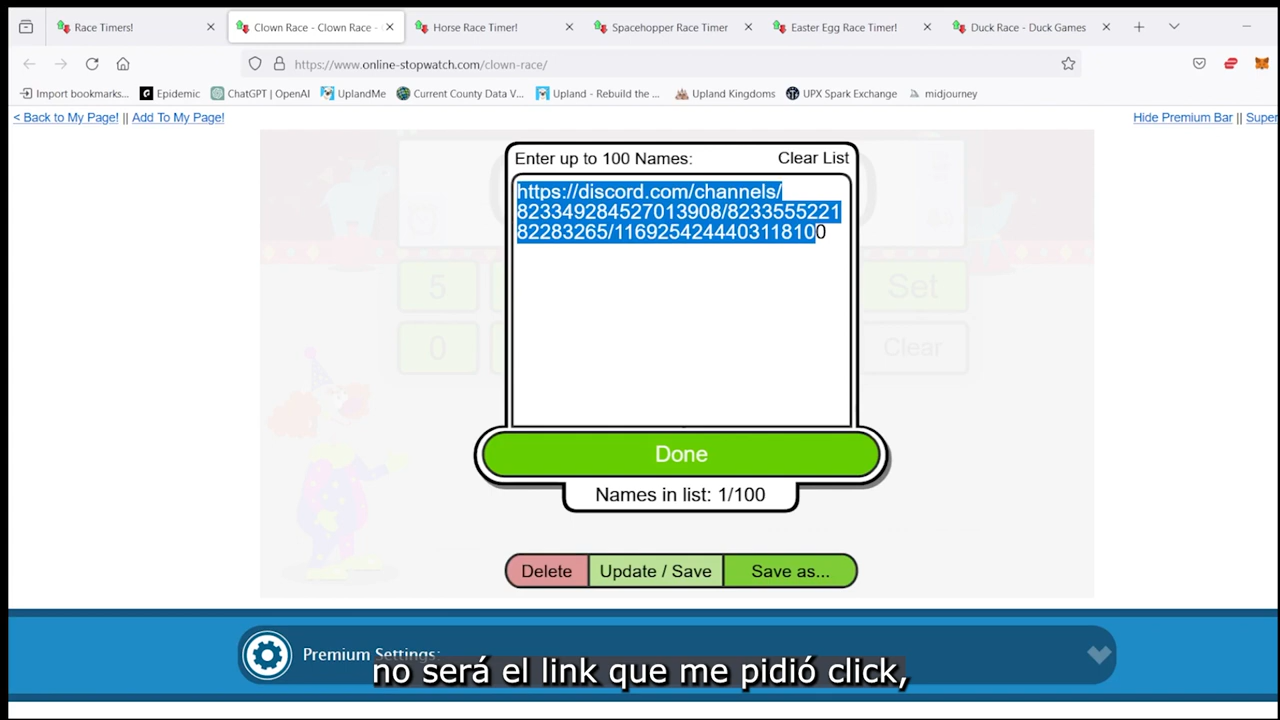 Race Timers!
Clown Race - Clown Race -
Horse Race Timer!
Spacehopper Race Timer
Easter Egg Race Timer!
Duck Race - Duck Games
https://www.online-stopwatch.com/clown-race/
Import bookmarks...
Epidemic
ChatGPT | OpenAI
UplandMe
Current County Data V...
Upland - Rebuild the ...
Upland Kingdoms
UPX Spark Exchange
midjourney
< Back to My Page! || Add To My Page!
Hide Premium Bar || Super
Enter up to 100 Names:
Clear List
https://discord.com/channels/
823349284527013908/8233555221
82283265/1169254244403118100
5
Set
0
Clear
Done
Names in list: 1/100
Delete
Update / Save
Save as...
Premium Settings:
no será el link que me pidió click,